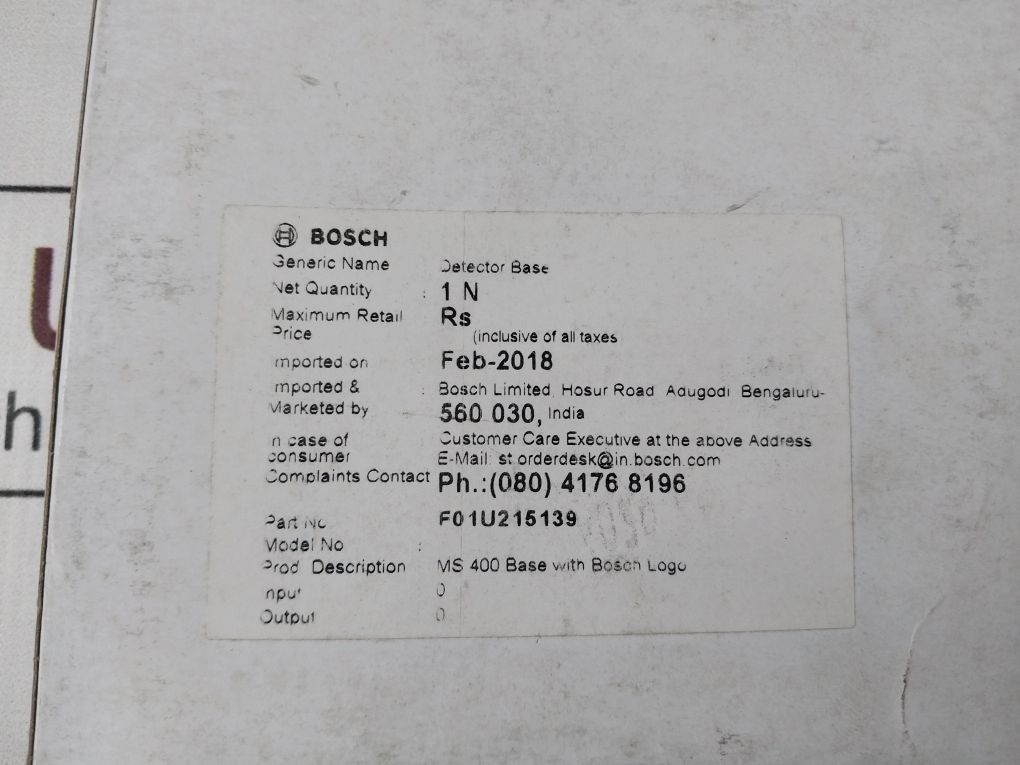 BOSCH
Generic Name Detector Base
Net Quantity : 1 N
Maximum Retail Rs
Price (inclusive of all taxes
Imported on Feb-2018
Imported & : Bosch Limited, Hosur Road Adugodi Bengaluru-
Marketed by 560 030, India
In case of Customer Care Executive at the above Address
consumer E-Mail: st.orderdesk@in.bosch.com
Complaints Contact Ph.:(080) 4176 8196
Part No F01U215139
Model No :
Prod Description MS 400 Base with Bosch Logo
Input 0
Output 0
U
h